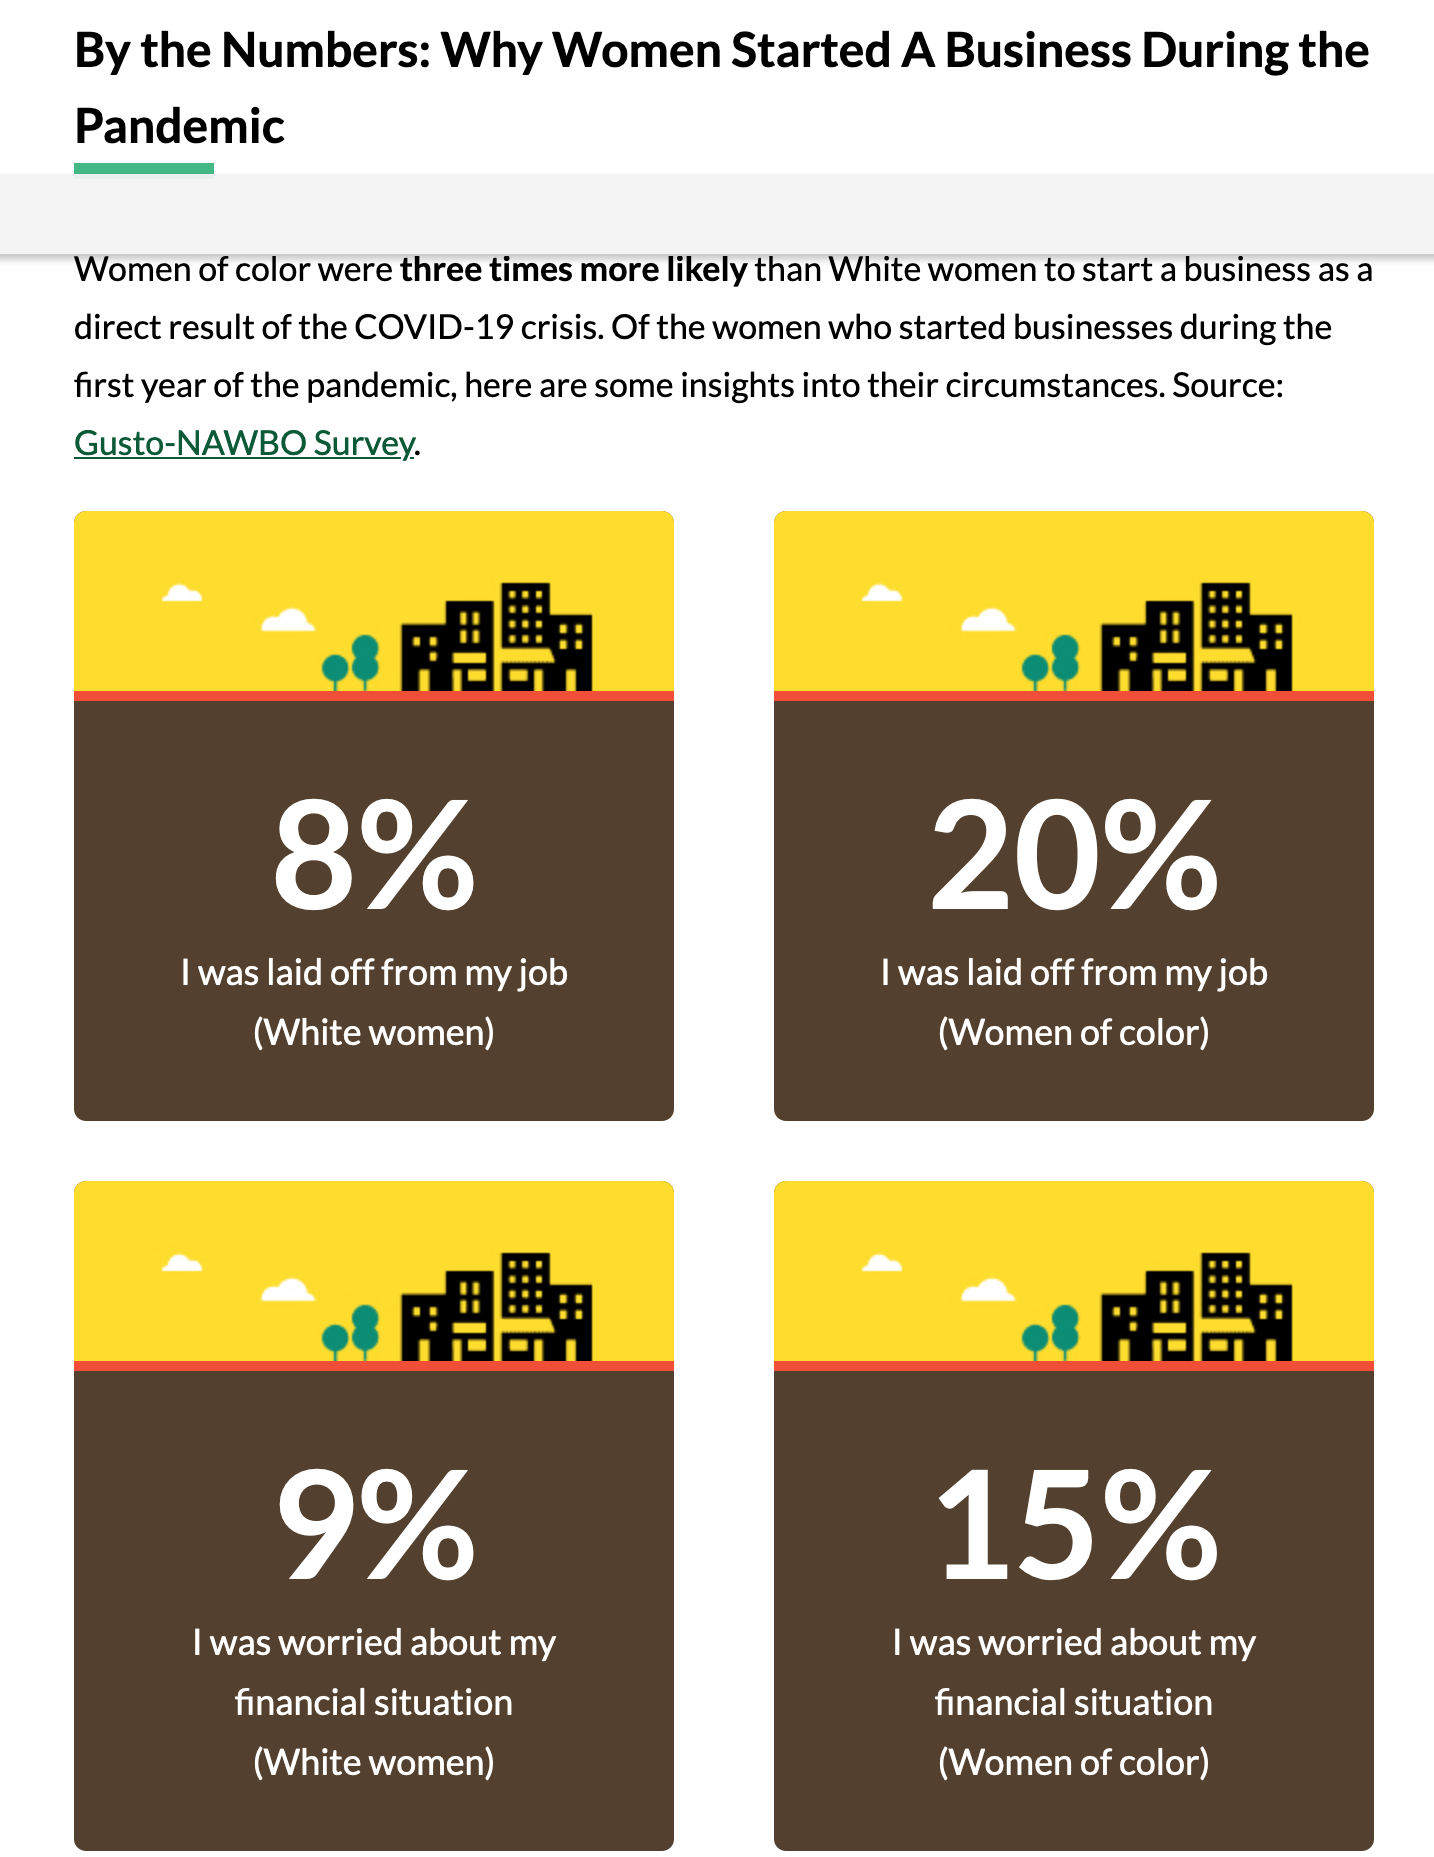 By the Numbers: Why Women Started A Business During the
Pandemic
Women of color were three times more likely than White women to start a business as a
direct result of the COVID-19 crisis. Of the women who started businesses during the
first year of the pandemic, here are some insights into their circumstances. Source:
Gusto-NAWBO Survey.
8%
I was laid off from my job
(White women)
20%
I was laid off from my job
(Women of color)
9%
I was worried about my
financial situation
(White women)
15%
I was worried about my
financial situation
(Women of color)